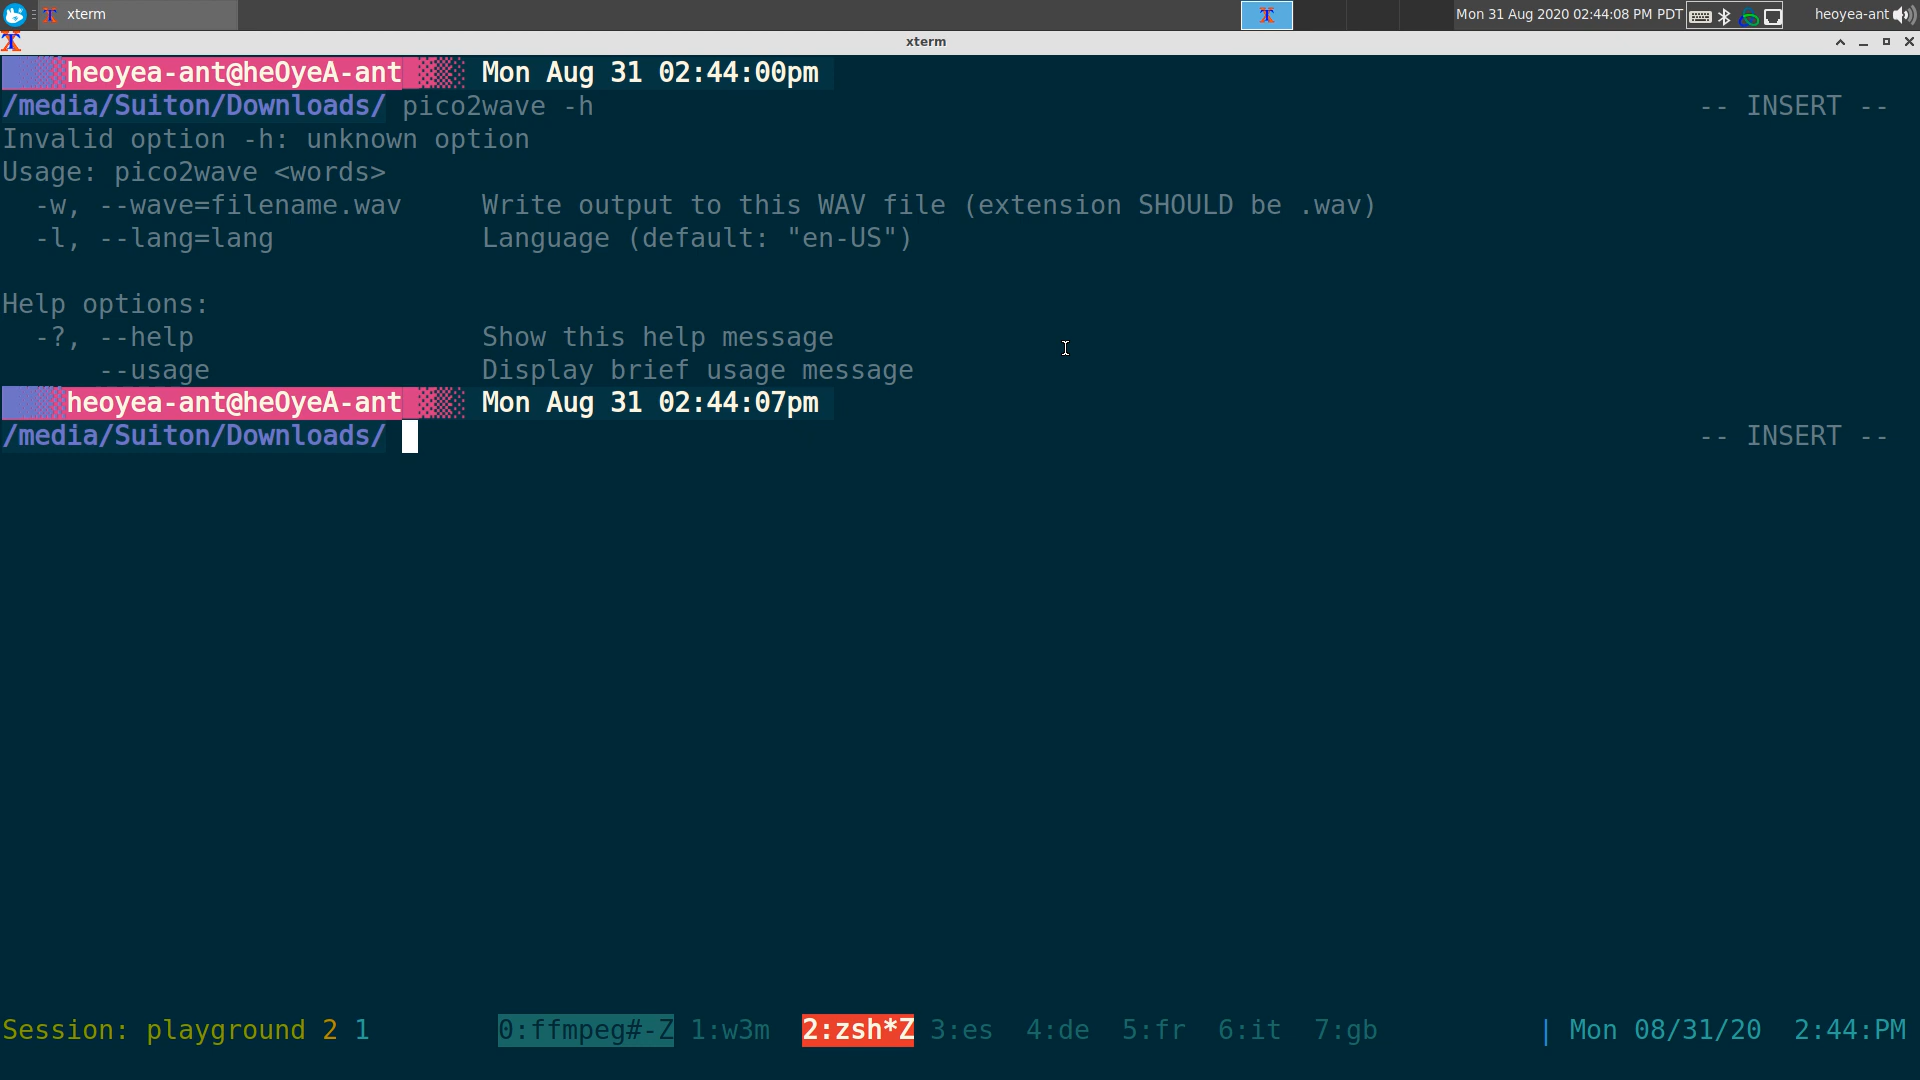 xterm
Mon 31 Aug 2020 02:44:08 PM PDT heoyea-ant
xterm
heoyea-ant@heOyeA-ant Mon Aug 31 02:44:00pm
/media/Suiton/Downloads/ pico2wave -h -- INSERT --
Invalid option -h: unknown option
Usage: pico2wave <words>
-w, --wave=filename.wav Write output to this WAV file (extension SHOULD be .wav)
-l, --lang=lang Language (default: "en-US")
Help options:
-?, --help Show this help message
--usage Display brief usage message
heoyea-ant@heOyeA-ant Mon Aug 31 02:44:07pm
/media/Suiton/Downloads/ -- INSERT --
Session: playground 2 1 0:ffmpeg#-Z 1:w3m 2:zsh*Z 3:es 4:de 5:fr 6:it 7:gb | Mon 08/31/20 2:44:PM